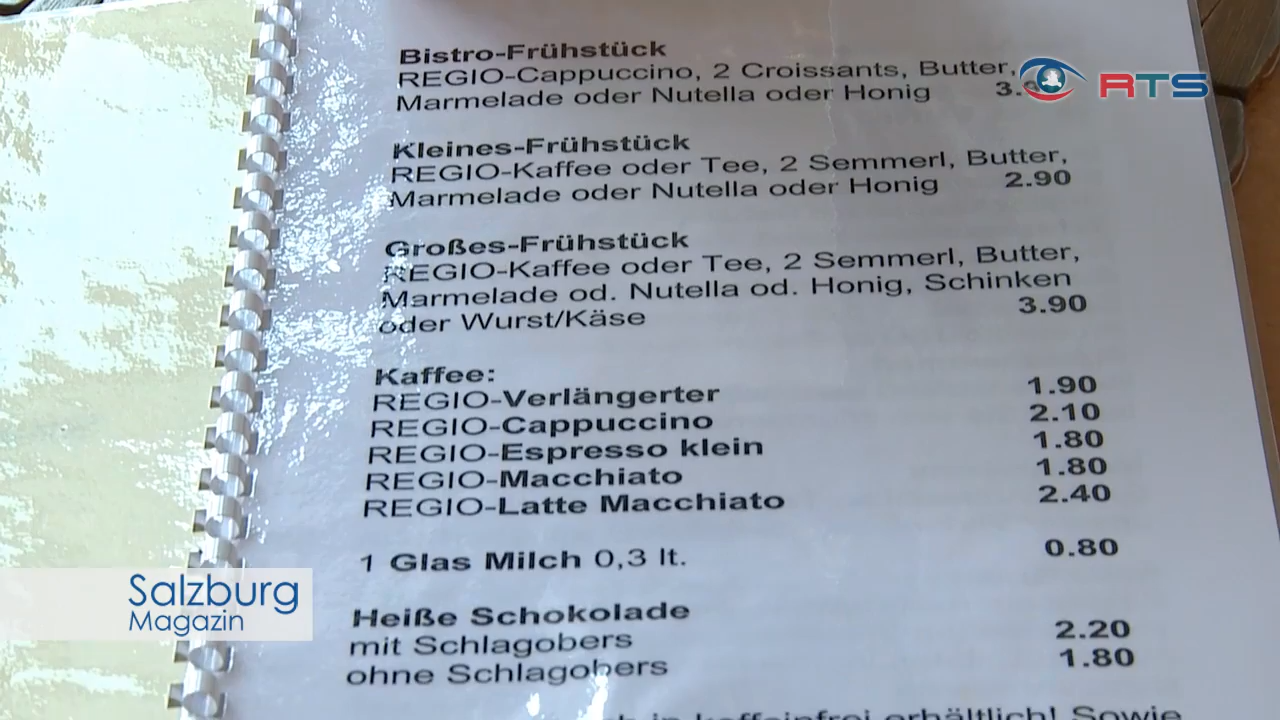 Bistro-Frühstück
REGIO-Cappuccino, 2 Croissants, Butter,
Marmelade oder Nutella oder Honig
RTS
Kleines-Frühstück
REGIO-Kaffee oder Tee, 2 Semmerl, Butter,
Marmelade oder Nutella oder Honig 2.90
Großes-Frühstück
REGIO-Kaffee oder Tee, 2 Semmerl, Butter,
Marmelade od. Nutella od. Honig, Schinken
oder Wurst/Käse 3.90
Kaffee:
REGIO-Verlängerter 1.90
REGIO-Cappuccino 2.10
REGIO-Espresso klein 1.80
REGIO-Macchiato 1.80
REGIO-Latte Macchiato 2.40
1 Glas Milch 0,3 lt. 0.80
Heiße Schokolade
mit Schlagobers 2.20
ohne Schlagobers 1.80
in kaffeinfrei erhältlich! Sowie
Salzburg
Magazin